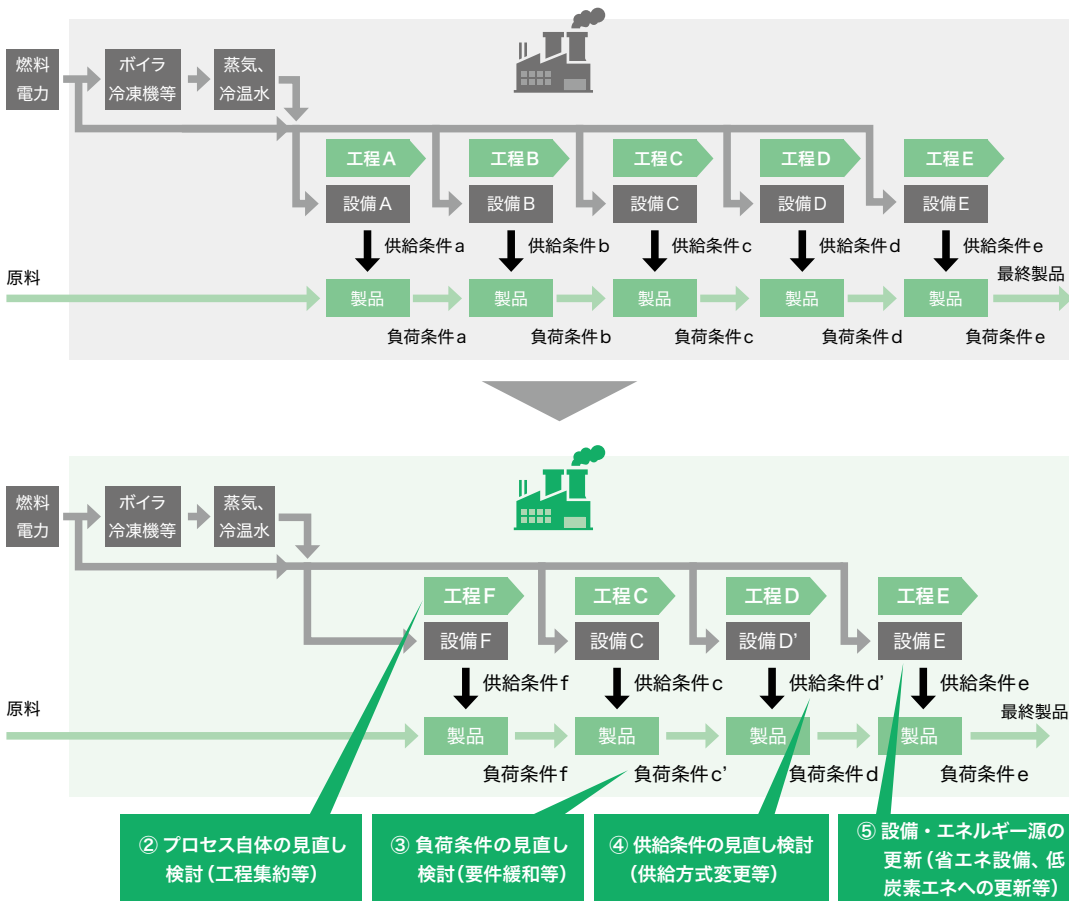 燃料
電力
ボイラ
冷凍機等
蒸気、
冷温水
工程A
工程B
工程C
工程D
工程E
設備A
設備B
設備C
設備D
設備E
供給条件a
供給条件b
供給条件c
供給条件d
供給条件e
原料
最終製品
製品
製品
製品
製品
製品
負荷条件a
負荷条件b
負荷条件c
負荷条件d
負荷条件e
燃料
電力
ボイラ
冷凍機等
蒸気、
冷温水
工程F
工程C
工程D
工程E
設備F
設備C
設備D'
設備E
供給条件f
供給条件c
供給条件d'
供給条件e
原料
最終製品
製品
製品
製品
製品
負荷条件f
負荷条件c'
負荷条件d
負荷条件e
② プロセス自体の見直し
検討(工程集約等)
③ 負荷条件の見直し
検討(要件緩和等)
④ 供給条件の見直し検討
(供給方式変更等)
⑤ 設備・エネルギー源の
更新(省エネ設備、低
炭素エネへの更新等)